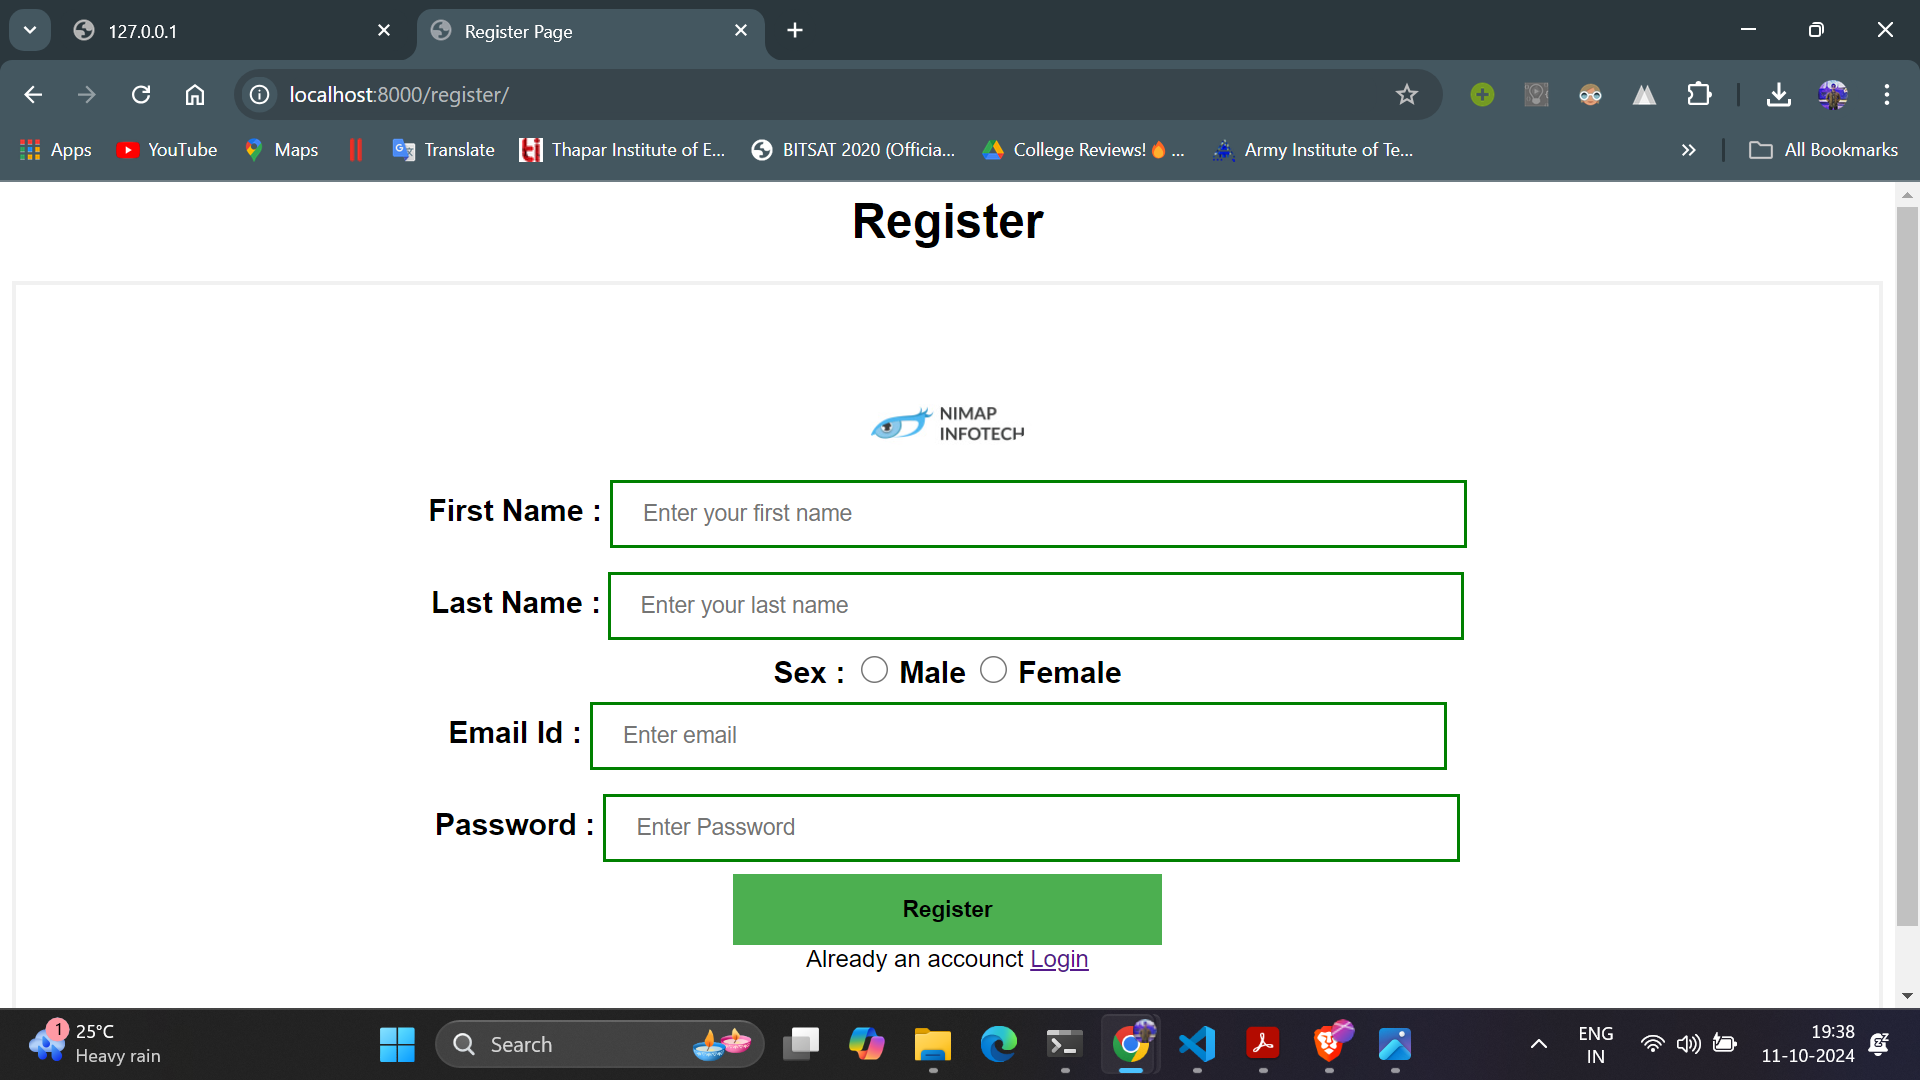 127.0.0.1
Register Page
localhost:8000/register/
Apps
YouTube
Maps
Translate
Thapar Institute of E...
BITSAT 2020 (Officia...
College Reviews!🔥 ...
Army Institute of Te...
All Bookmarks
Register
NIMAP
INFOTECH
First Name :
Enter your first name
Last Name :
Enter your last name
Sex : Male Female
Email Id :
Enter email
Password :
Enter Password
Register
Already an accounct Login
1
25°C
Heavy rain
Search
ENG
IN
19:38
11-10-2024